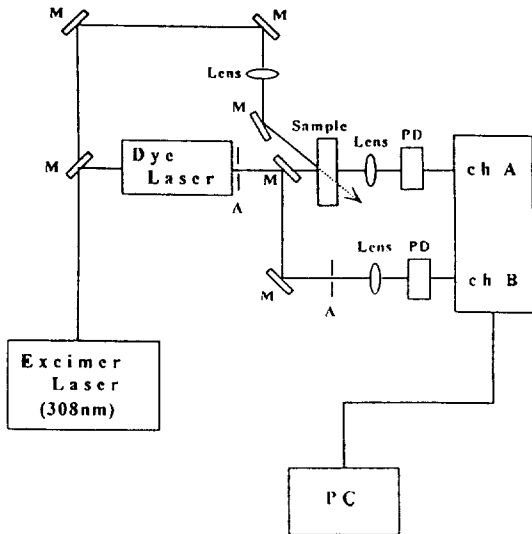 M
M
Lens
M
Sample
Lens
PD
M
Dye
Laser
M
ch A
A
Lens
PD
ch B
M
A
Excimer
Laser
(308nm)
PC